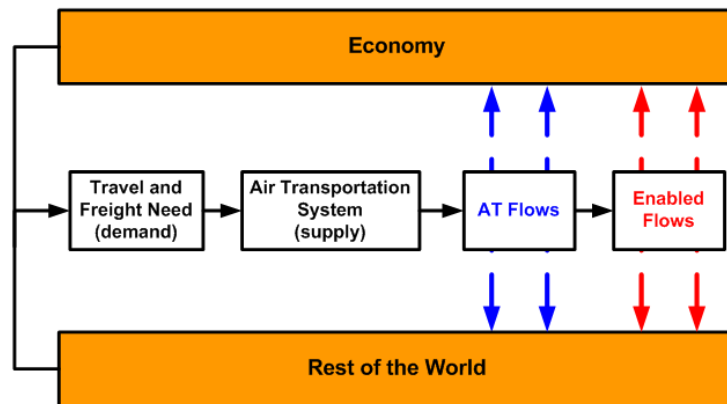 Economy
Travel and
Freight Need
(demand)
Air Transportation
System
(supply)
AT Flows
Enabled
Flows
Rest of the World